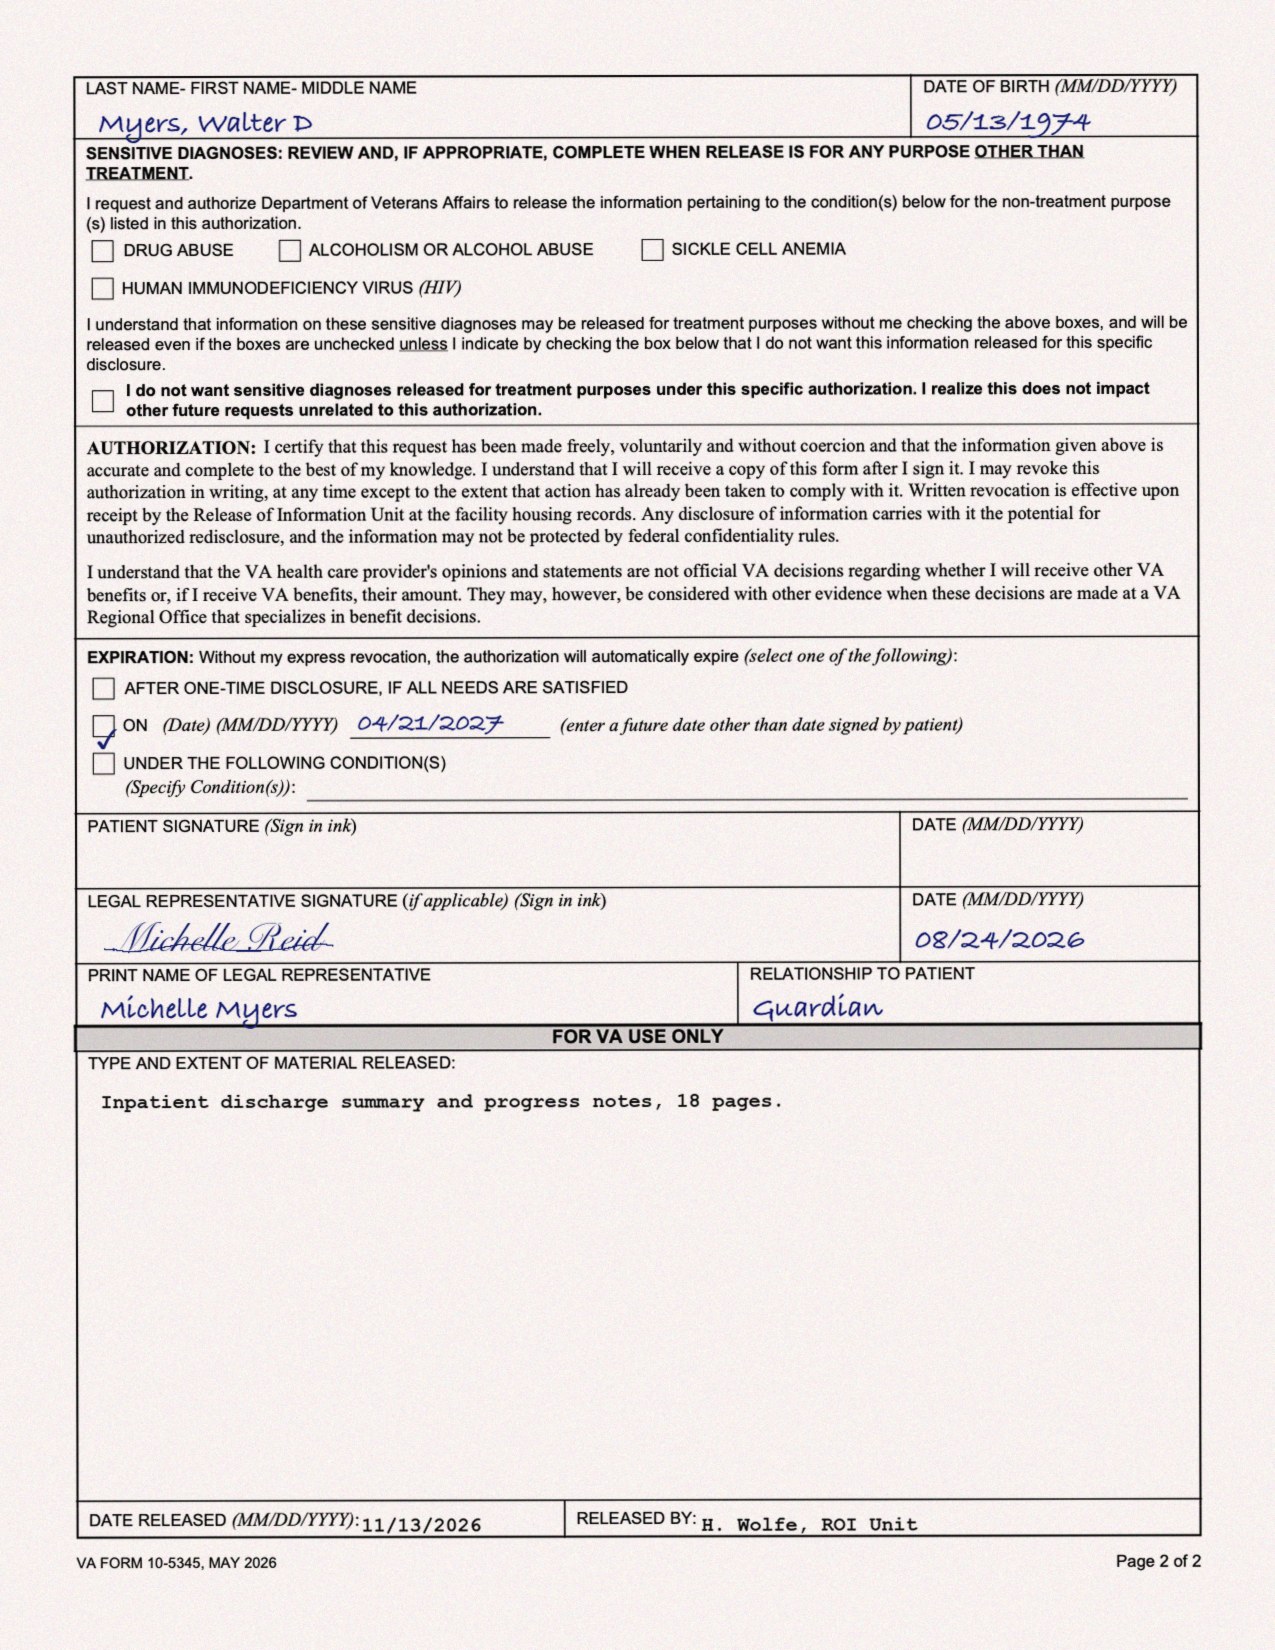 LAST NAME- FIRST NAME- MIDDLE NAME
Myers, Walter D
DATE OF BIRTH (MM/DD/YYYY)
05/13/1974
SENSITIVE DIAGNOSES: REVIEW AND, IF APPROPRIATE, COMPLETE WHEN RELEASE IS FOR ANY PURPOSE OTHER THAN
TREATMENT.
I request and authorize Department of Veterans Affairs to release the information pertaining to the condition(s) below for the non-treatment purpose
(s) listed in this authorization.
DRUG ABUSE ALCOHOLISM OR ALCOHOL ABUSE SICKLE CELL ANEMIA
HUMAN IMMUNODEFICIENCY VIRUS (HIV)
I understand that information on these sensitive diagnoses may be released for treatment purposes without me checking the above boxes, and will be
released even if the boxes are unchecked unless I indicate by checking the box below that I do not want this information released for this specific
disclosure.
I do not want sensitive diagnoses released for treatment purposes under this specific authorization. I realize this does not impact
other future requests unrelated to this authorization.
AUTHORIZATION: I certify that this request has been made freely, voluntarily and without coercion and that the information given above is
accurate and complete to the best of my knowledge. I understand that I will receive a copy of this form after I sign it. I may revoke this
authorization in writing, at any time except to the extent that action has already been taken to comply with it. Written revocation is effective upon
receipt by the Release of Information Unit at the facility housing records. Any disclosure of information carries with it the potential for
unauthorized redisclosure, and the information may not be protected by federal confidentiality rules.
I understand that the VA health care provider's opinions and statements are not official VA decisions regarding whether I will receive other VA
benefits or, if I receive VA benefits, their amount. They may, however, be considered with other evidence when these decisions are made at a VA
Regional Office that specializes in benefit decisions.
EXPIRATION: Without my express revocation, the authorization will automatically expire (select one of the following):
AFTER ONE-TIME DISCLOSURE, IF ALL NEEDS ARE SATISFIED
ON (Date) (MM/DD/YYYY) 04/21/2027 (enter a future date other than date signed by patient)
UNDER THE FOLLOWING CONDITION(S)
(Specify Condition(s)):
PATIENT SIGNATURE (Sign in ink)
DATE (MM/DD/YYYY)
LEGAL REPRESENTATIVE SIGNATURE (if applicable) (Sign in ink)
Michelle Reid
DATE (MM/DD/YYYY)
08/24/2026
PRINT NAME OF LEGAL REPRESENTATIVE
Michelle Myers
RELATIONSHIP TO PATIENT
Guardian
FOR VA USE ONLY
TYPE AND EXTENT OF MATERIAL RELEASED:
Inpatient discharge summary and progress notes, 18 pages.
DATE RELEASED (MM/DD/YYYY): 11/13/2026
RELEASED BY: H. Wolfe, ROI Unit
VA FORM 10-5345, MAY 2026
Page 2 of 2